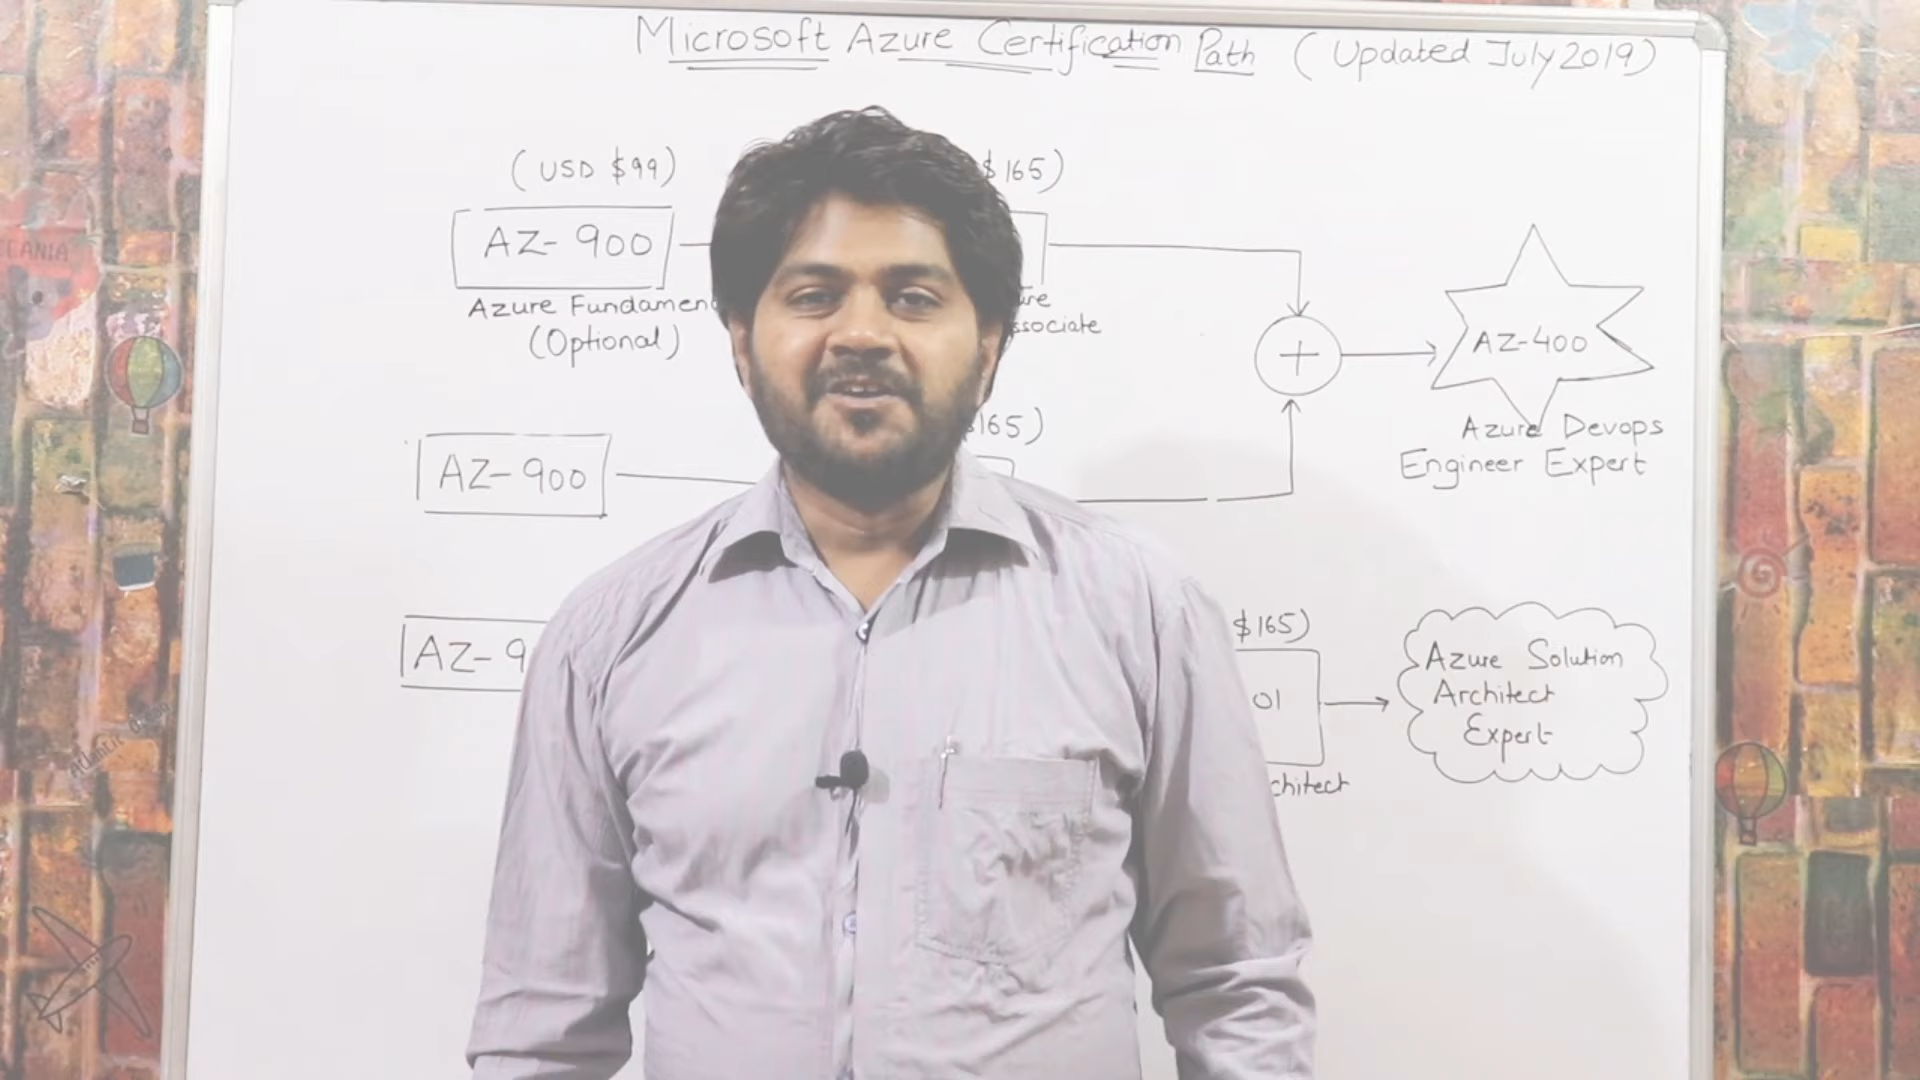 Microsoft Azure Certification Path (Updated July 2019)
(USD $99)
$165)
AZ-900
Azure Fundamen
(Optional)
ure
ssociate
AZ-400
Azure Devops
Engineer Expert
$165)
AZ-900
$165)
AZ-9
01
chitect
Azure Solution
Architect
Expert